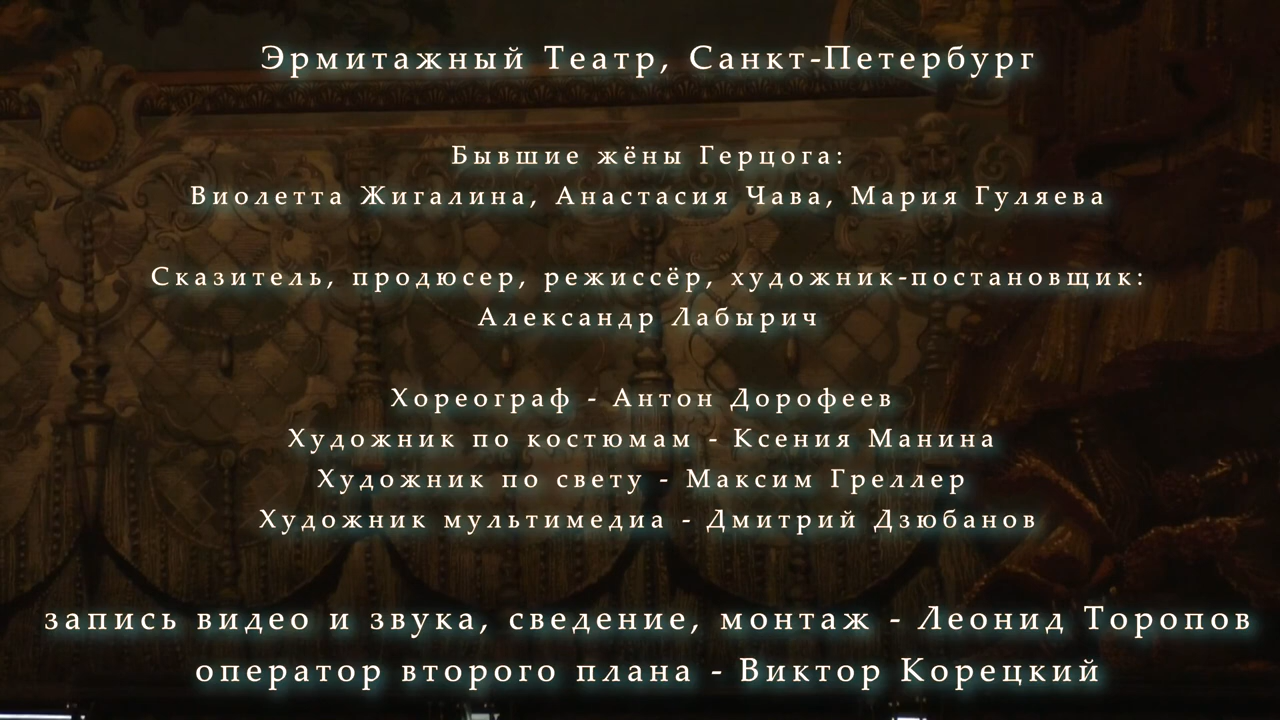 Эрмитажный Театр, Санкт-Петербург
Бывшие жёны Герцога:
Виолетта Жигалина, Анастасия Чава, Мария Гуляева
Сказитель, продюсер, режиссёр, художник-постановщик:
Александр Лабырич
Хореограф - Антон Дорофеев
Художник по костюмам - Ксения Манина
Художник по свету - Максим Греллер
Художник мультимедиа - Дмитрий Дзюбанов
запись видео и звука, сведение, монтаж - Леонид Торопов
оператор второго плана - Виктор Корецкий